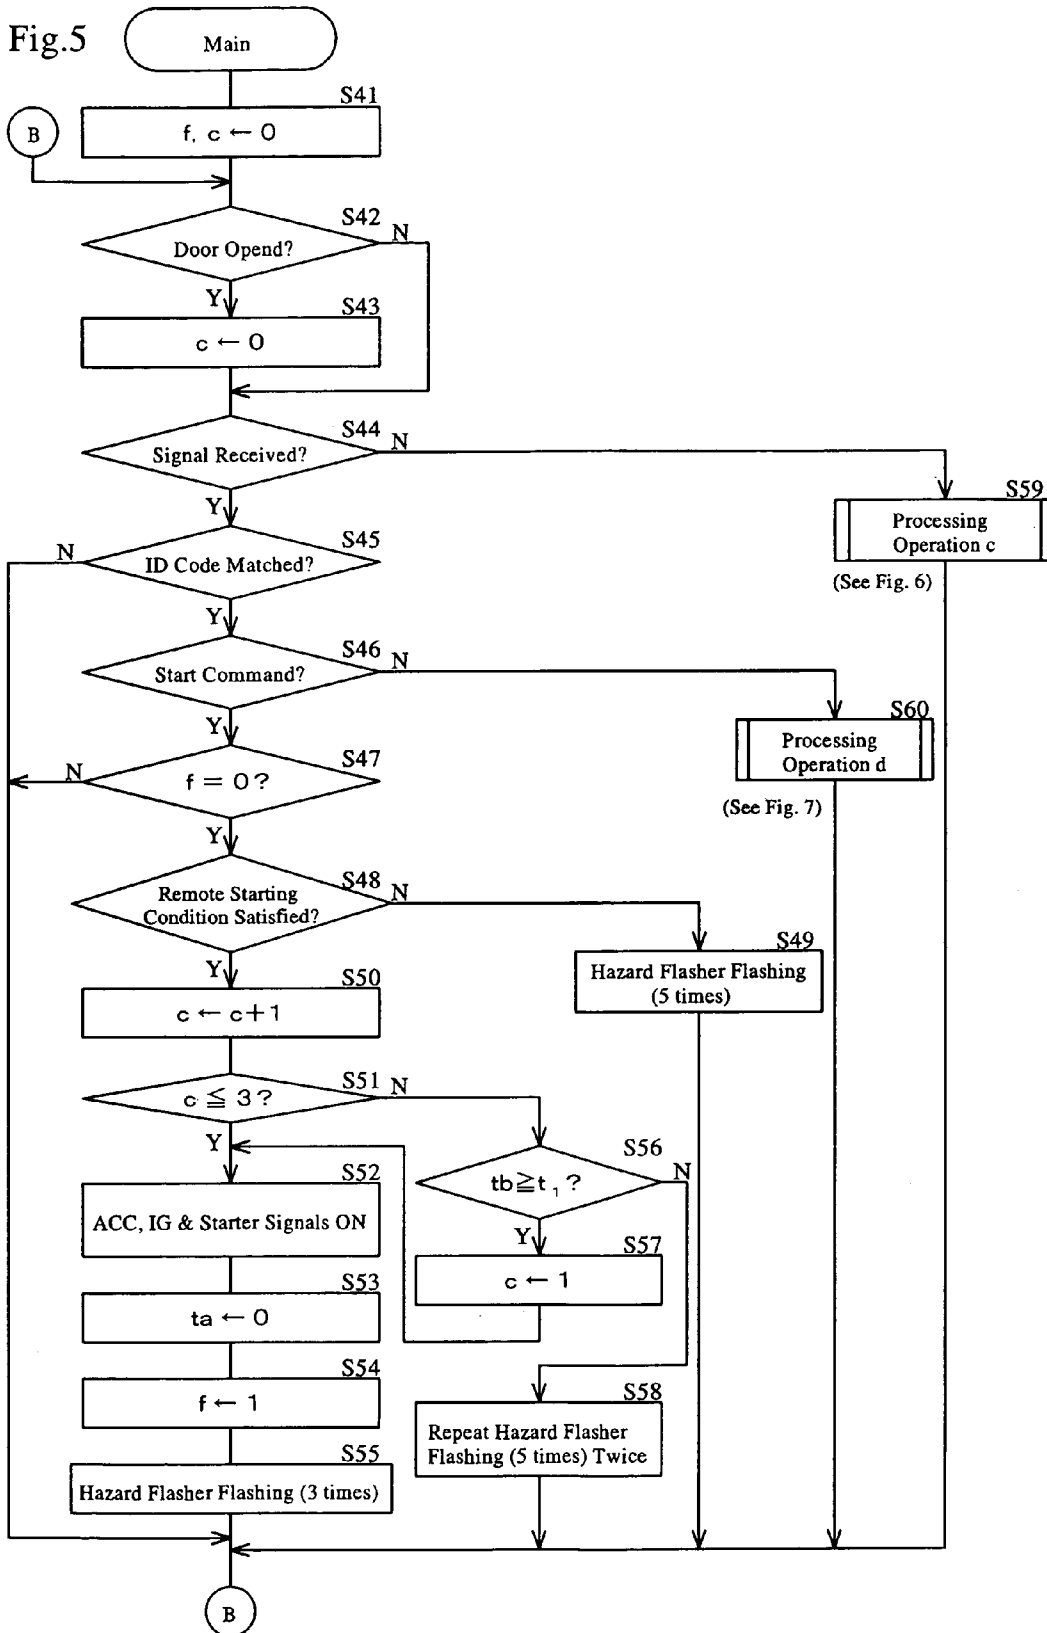 Fig.5
Main
S41
f, c ← 0
B
S42
Door Opend?
N
Y
S43
c ← 0
S44
Signal Received?
N
Y
S59
Processing
Operation c
(See Fig. 6)
S45
ID Code Matched?
N
Y
S46
Start Command?
N
Y
S60
Processing
Operation d
(See Fig. 7)
S47
f = 0?
N
Y
S48
Remote Starting
Condition Satisfied?
N
Y
S49
Hazard Flasher Flashing
(5 times)
S50
c ← c+1
S51
c ≦ 3?
N
Y
S56
tb≧t₁?
N
Y
S57
c ← 1
S52
ACC, IG & Starter Signals ON
S53
ta ← 0
S54
f ← 1
S58
Repeat Hazard Flasher
Flashing (5 times) Twice
S55
Hazard Flasher Flashing (3 times)
B